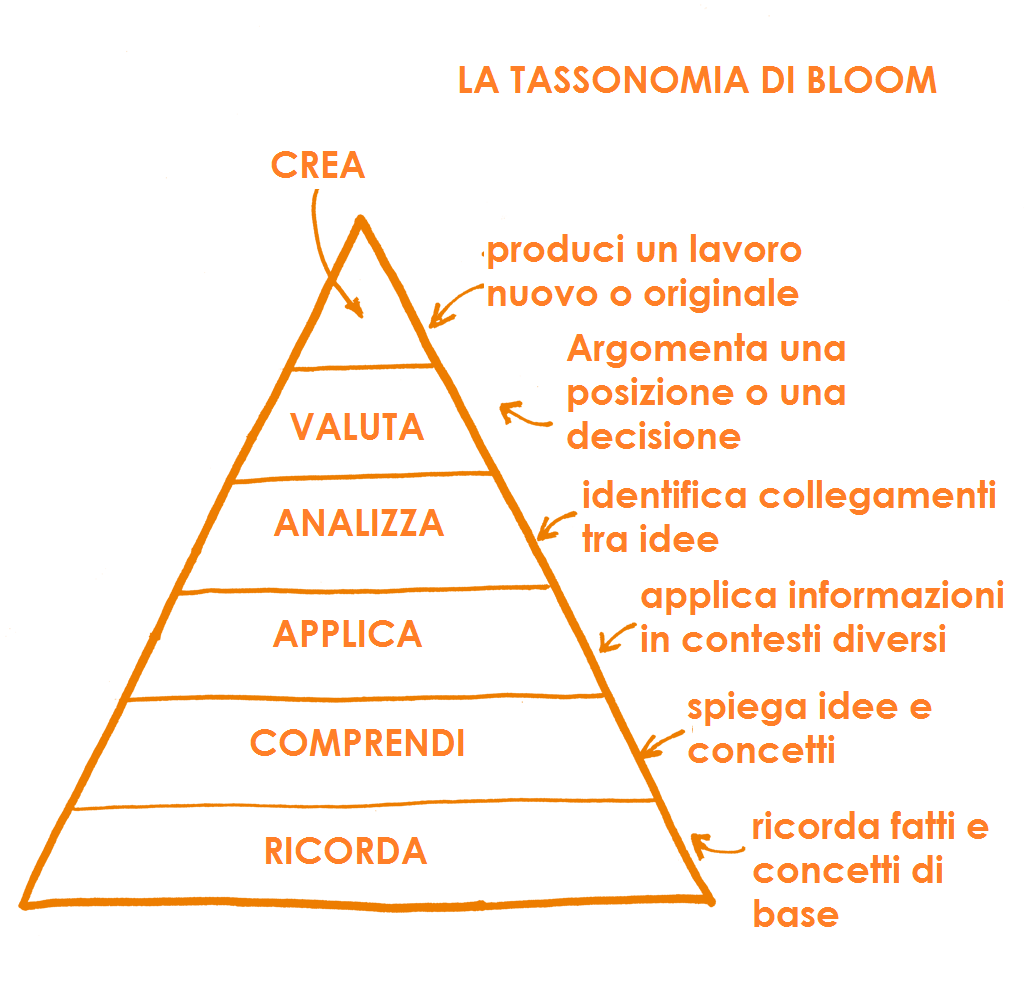 LA TASSONOMIA DI BLOOM
CREA
produci un lavoro
nuovo o originale
VALUTA
Argomenta una
posizione o una
decisione
ANALIZZA
identifica collegamenti
tra idee
APPLICA
applica informazioni
in contesti diversi
COMPRENDI
spiega idee e
concetti
RICORDA
ricorda fatti e
concetti di
base